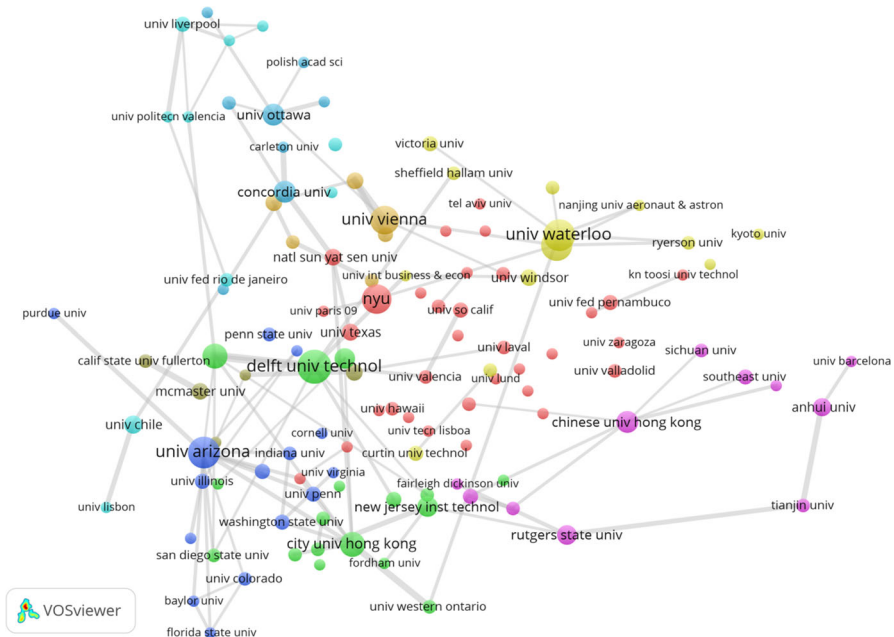 univ liverpool
polish acad sci
univ politecn valencia
univ ottawa
carleton univ
victoria univ
sheffield hallam univ
concordia univ
tel aviv univ
nanjing univ aeronaut & astron
univ vienna
univ waterloo
kyoto univ
ryerson univ
natl sun yat sen univ
univ int business & econ
univ windsor
kn toosi univ technol
univ fed rio de janeiro
nyu
univ fed pernambuco
purdue univ
univ paris 09
univ so calif
penn state univ
univ texas
univ zaragoza
sichuan univ
univ laval
calif state univ fullerton
delft univ technol
univ barcelona
univ valladolid
univ valencia
univ lund
southeast univ
mcmaster univ
univ hawaii
anhui univ
univ chile
chinese univ hong kong
cornell univ
univ tecn lisboa
univ arizona
indiana univ
curtin univ technol
univ virginia
univ illinois
fairleigh dickinson univ
univ penn
univ lisbon
new jersey inst technol
tianjin univ
washington state univ
rutgers state univ
city univ hong kong
san diego state univ
fordham univ
univ colorado
baylor univ
univ western ontario
VOSviewer
florida state univ